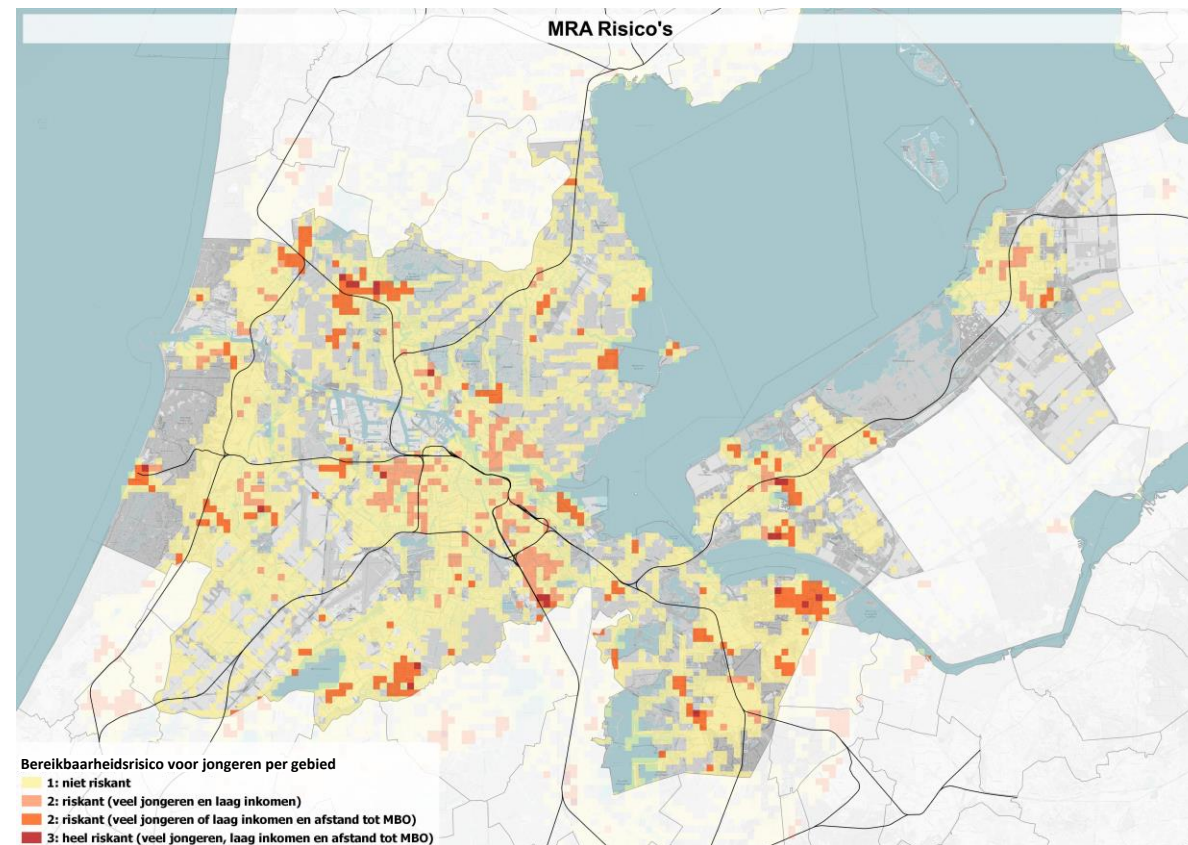 MRA Risico's
Bereikbaarheidsrisico voor jongeren per gebied
1: niet riskant
2: riskant (veel jongeren en laag inkomen)
2: riskant (veel jongeren of laag inkomen en afstand tot MBO)
3: heel riskant (veel jongeren, laag inkomen en afstand tot MBO)